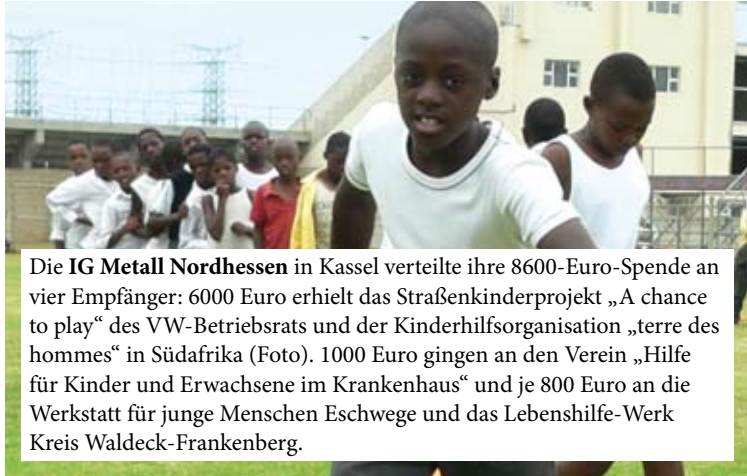 Die IG Metall Nordhessen in Kassel verteilte ihre 8600-Euro-Spende an
vier Empfänger: 6000 Euro erhielt das Straßenkinderprojekt „A chance
to play“ des VW-Betriebsrats und der Kinderhilfsorganisation „terre des
hommes“ in Südafrika (Foto). 1000 Euro gingen an den Verein „Hilfe
für Kinder und Erwachsene im Krankenhaus“ und je 800 Euro an die
Werkstatt für junge Menschen Eschwege und das Lebenshilfe-Werk
Kreis Waldeck-Frankenberg.